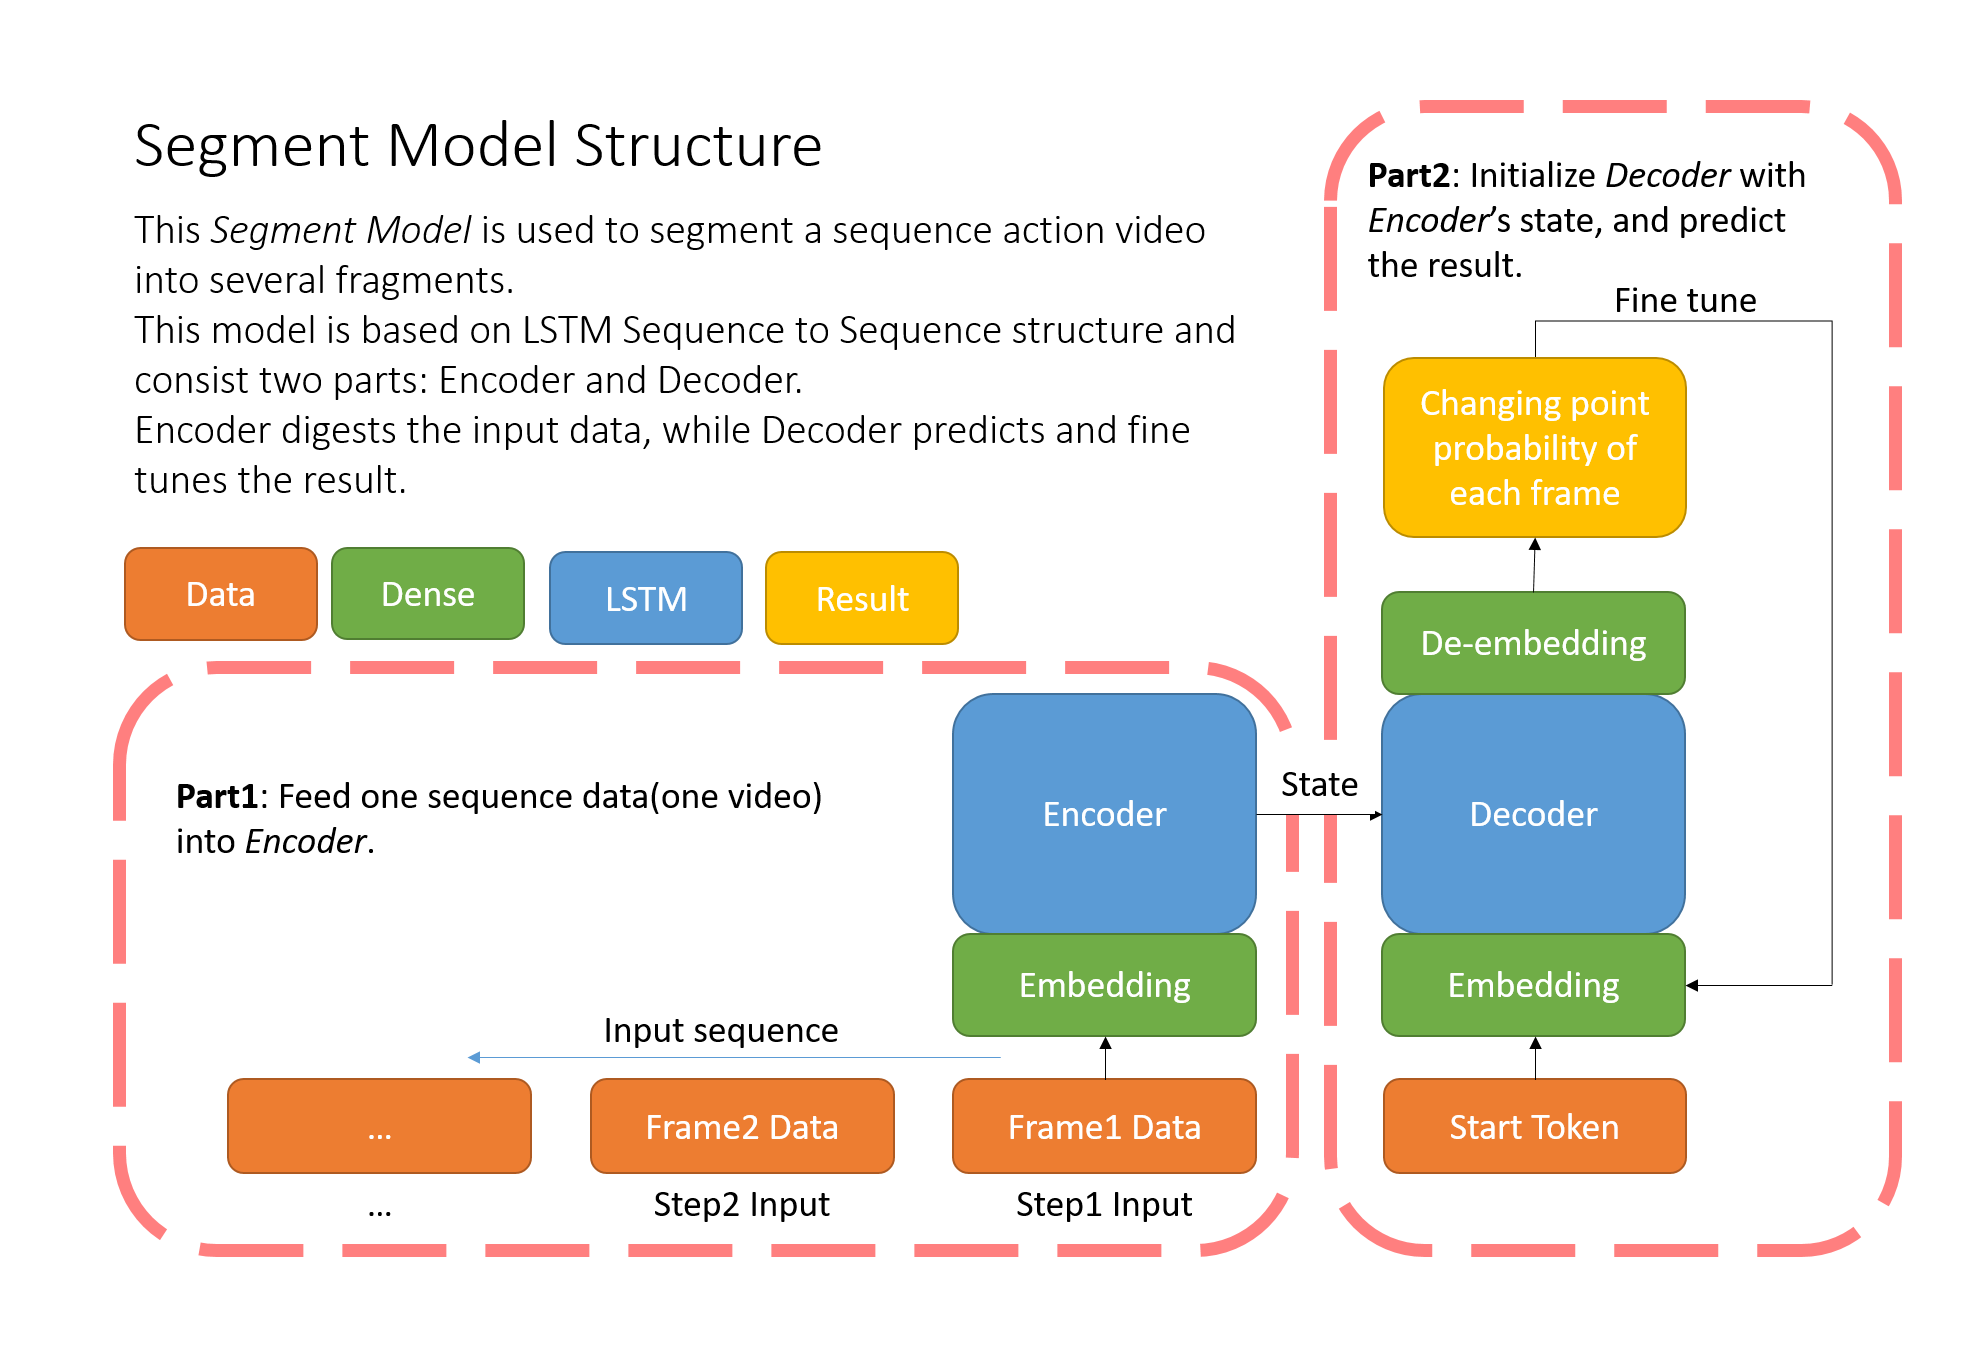 Segment Model Structure
This Segment Model is used to segment a sequence action video
into several fragments.
This model is based on LSTM Sequence to Sequence structure and
consist two parts: Encoder and Decoder.
Encoder digests the input data, while Decoder predicts and fine
tunes the result.
Data
Dense
LSTM
Result
Part1: Feed one sequence data(one video)
into Encoder.
Encoder
Embedding
Input sequence
...
Frame2 Data
Frame1 Data
...
Step2 Input
Step1 Input
State
Part2: Initialize Decoder with
Encoder’s state, and predict
the result.
Fine tune
Changing point
probability of
each frame
De-embedding
Decoder
Embedding
Start Token